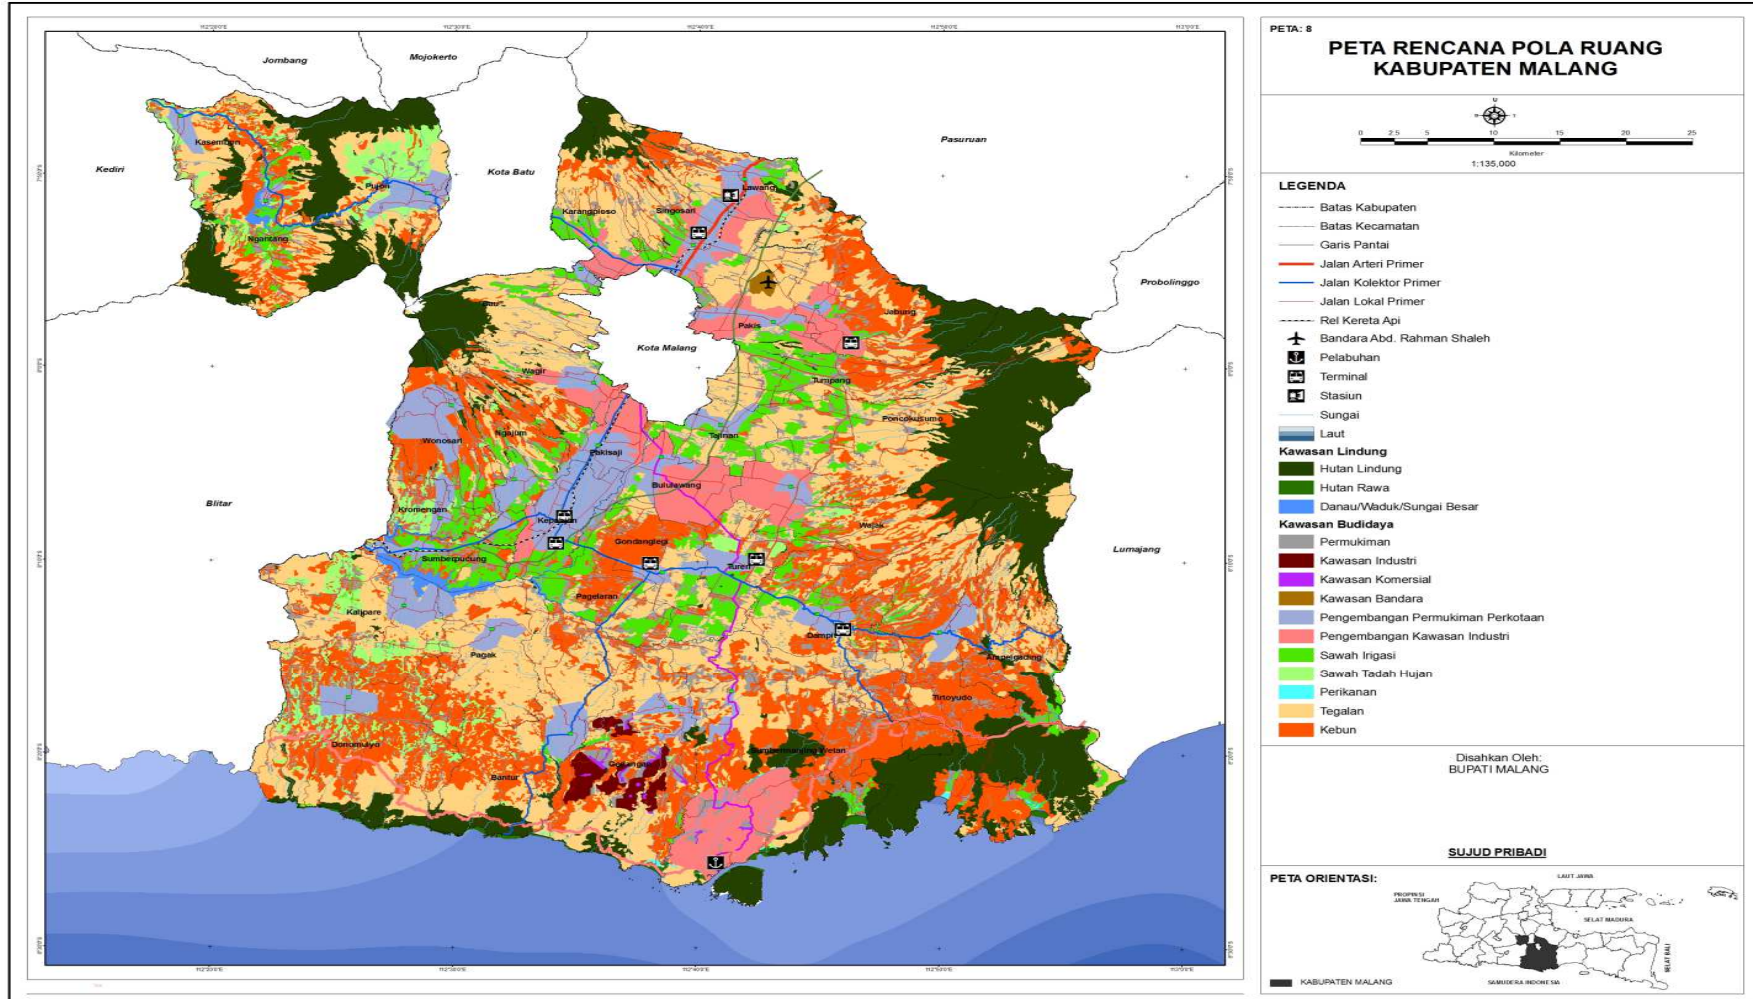 PETA: 8
PETA RENCANA POLA RUANG
KABUPATEN MALANG
0 2.5 5 10 15 20 25
Kilometer
1:135,000
LEGENDA
Batas Kabupaten
Batas Kecamatan
Garis Pantai
Jalan Arteri Primer
Jalan Kolektor Primer
Jalan Lokal Primer
Rel Kereta Api
Bandara Abd. Rahman Shaleh
Pelabuhan
Terminal
Stasiun
Sungai
Laut
Kawasan Lindung
Hutan Lindung
Hutan Rawa
Danau/Waduk/Sungai Besar
Kawasan Budidaya
Permukiman
Kawasan Industri
Kawasan Komersial
Kawasan Bandara
Pengembangan Permukiman Perkotaan
Pengembangan Kawasan Industri
Sawah Irigasi
Sawah Tadah Hujan
Perikanan
Tegalan
Kebun
Disahkan Oleh:
BUPATI MALANG
SUJUD PRIBADI
PETA ORIENTASI:
LAUT JAWA
PROPINSI
JAWA TENGAH
SELAT MADURA
SELAT BALI
SAMUDERA INDONESIA
KABUPATEN MALANG
Jombang
Mojokerto
Pasuruan
Kediri
Kota Batu
Probolinggo
Kota Malang
Blitar
Lumajang
Kasembon
Pujon
Ngantang
Karangploso
Singosari
Lawang
Jabung
Pakis
Wagir
Tumpang
Poncokusumo
Tajinan
Wonosari
Ngajum
Pakisaji
Bululawang
Kromengan
Kepanjen
Wajak
Gondanglegi
Sumberpucung
Turen
Pagelaran
Kalipare
Dampit
Pagak
Ampelgading
Tirtoyudo
Donomulyo
Bantur
Gedangan
Sumbermanjing Wetan